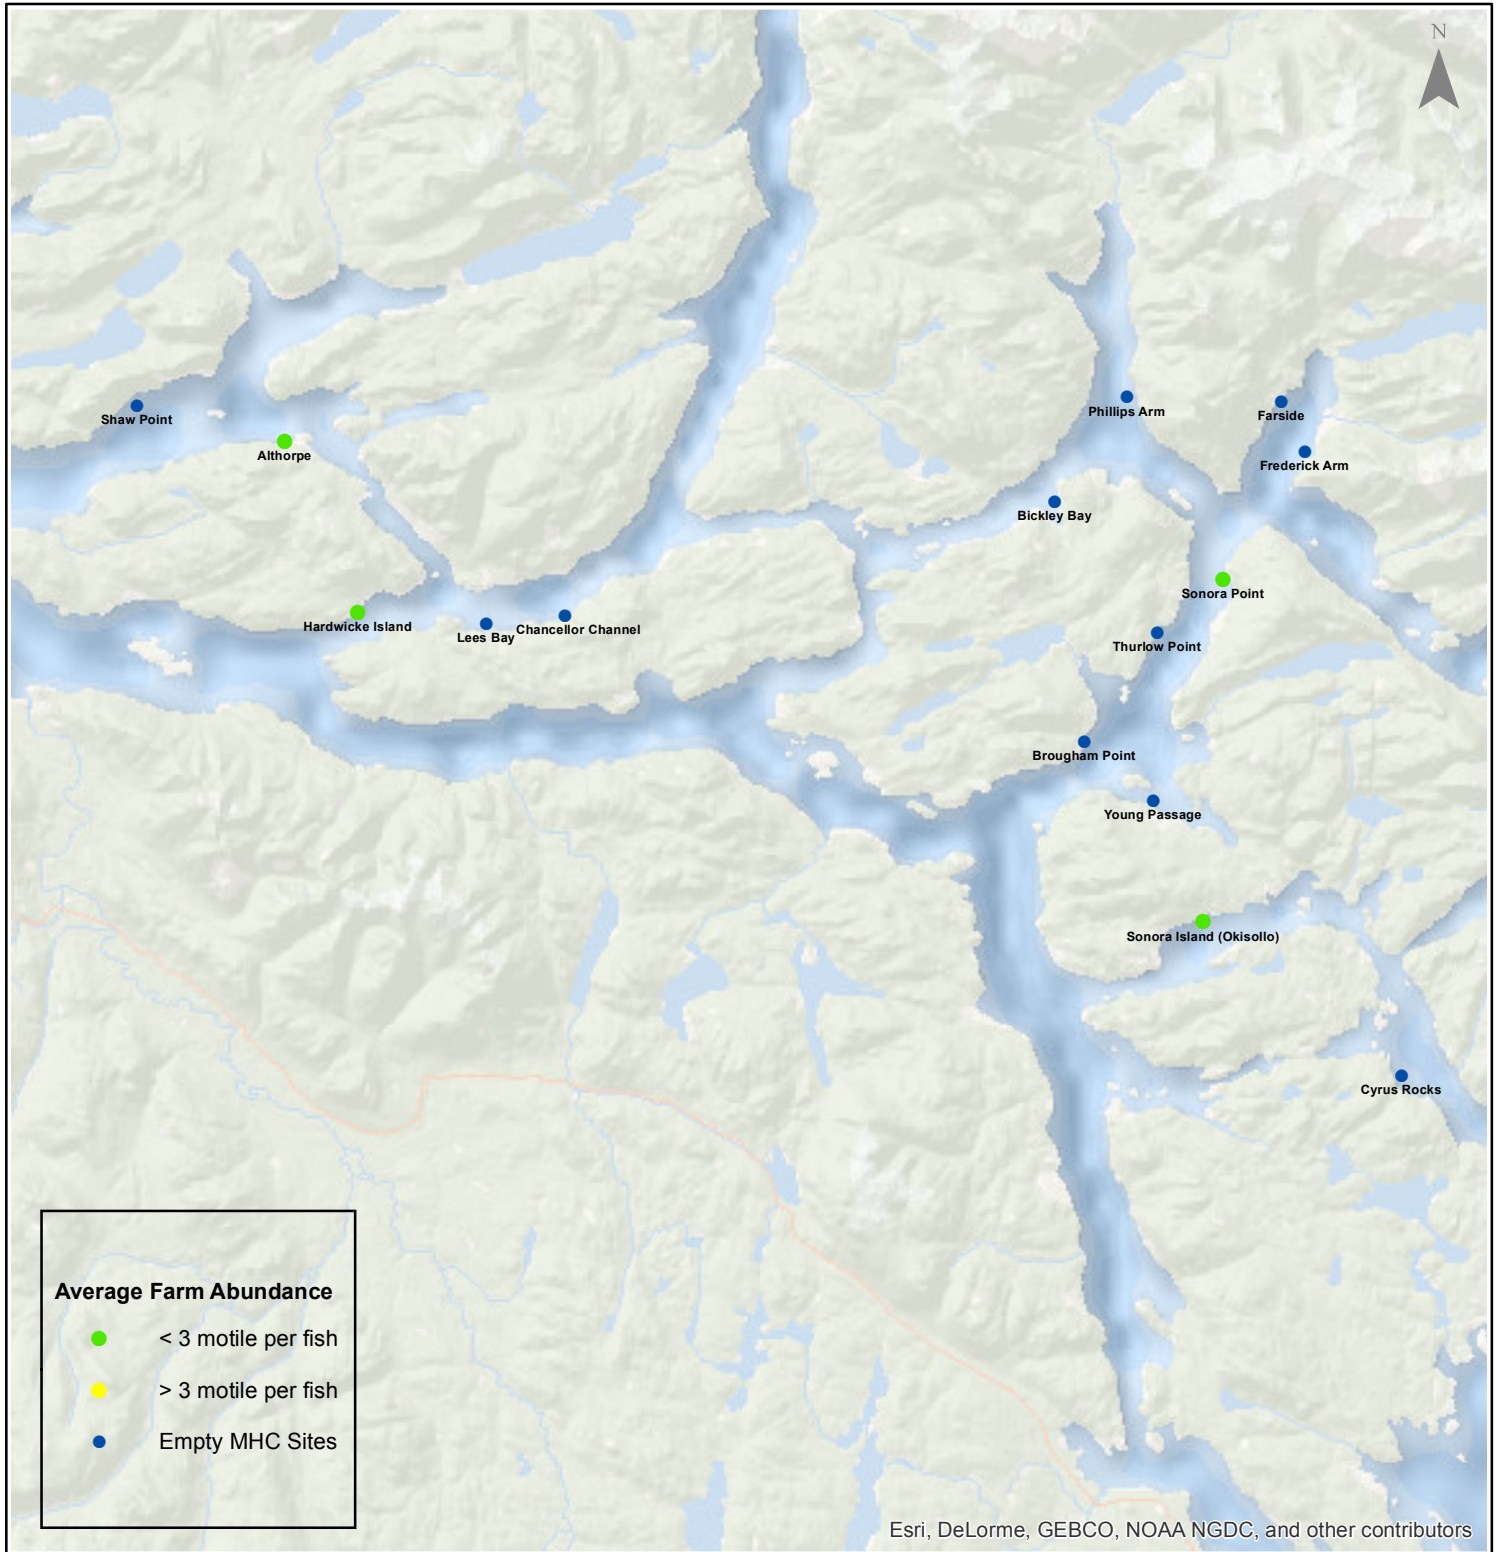 N
Shaw Point
Althorpe
Phillips Arm
Farside
Frederick Arm
Bickley Bay
Sonora Point
Hardwicke Island
Lees Bay
Chancellor Channel
Thurlow Point
Brougham Point
Young Passage
Sonora Island (Okisollo)
Cyrus Rocks
Average Farm Abundance
< 3 motile per fish
> 3 motile per fish
Empty MHC Sites
Esri, DeLorme, GEBCO, NOAA NGDC, and other contributors